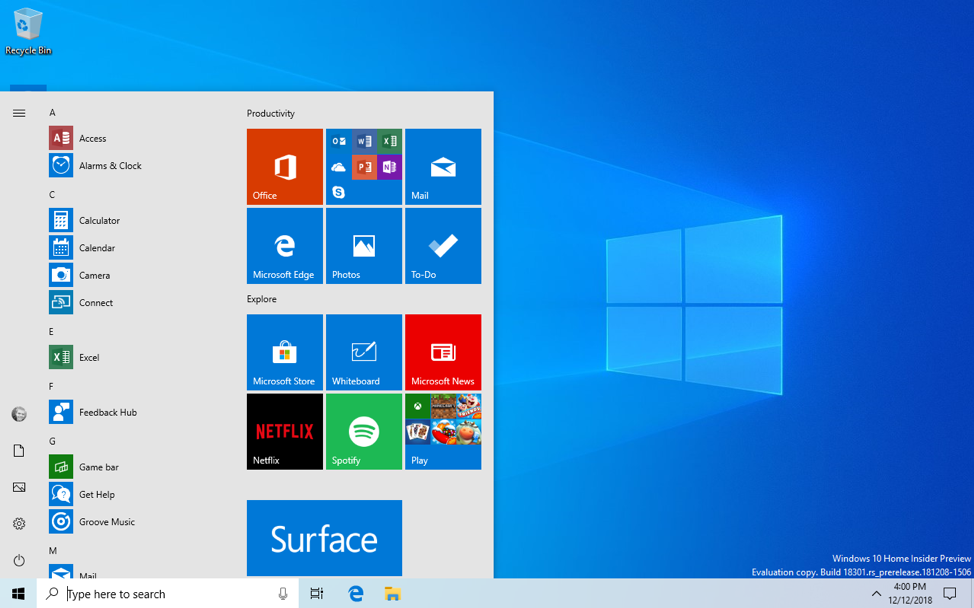 Recycle Bin
A
Access
Alarms & Clock
C
Calculator
Calendar
Camera
Connect
E
Excel
F
Feedback Hub
G
Game bar
Get Help
Groove Music
M
Mail
Productivity
Office
Mail
Microsoft Edge
Photos
To-Do
Explore
Microsoft Store
Whiteboard
Microsoft News
NETFLIX
Netflix
Spotify
Play
Surface
Windows 10 Home Insider Preview
Evaluation copy. Build 18301.rs_prerelease.181208-1506
Type here to search
4:00 PM
12/12/2018